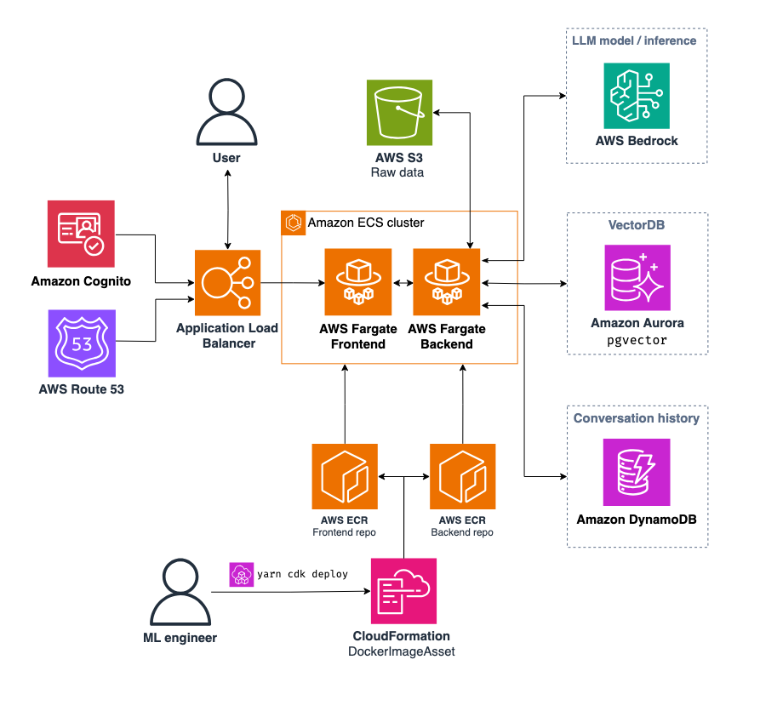 LLM model / inference
AWS Bedrock
User
AWS S3
Raw data
Amazon ECS cluster
VectorDB
Amazon Cognito
Application Load
Balancer
AWS Fargate
Frontend
AWS Fargate
Backend
Amazon Aurora
pgvector
53
AWS Route 53
Conversation history
AWS ECR
Frontend repo
AWS ECR
Backend repo
Amazon DynamoDB
yarn cdk deploy
ML engineer
CloudFormation
DockerImageAsset